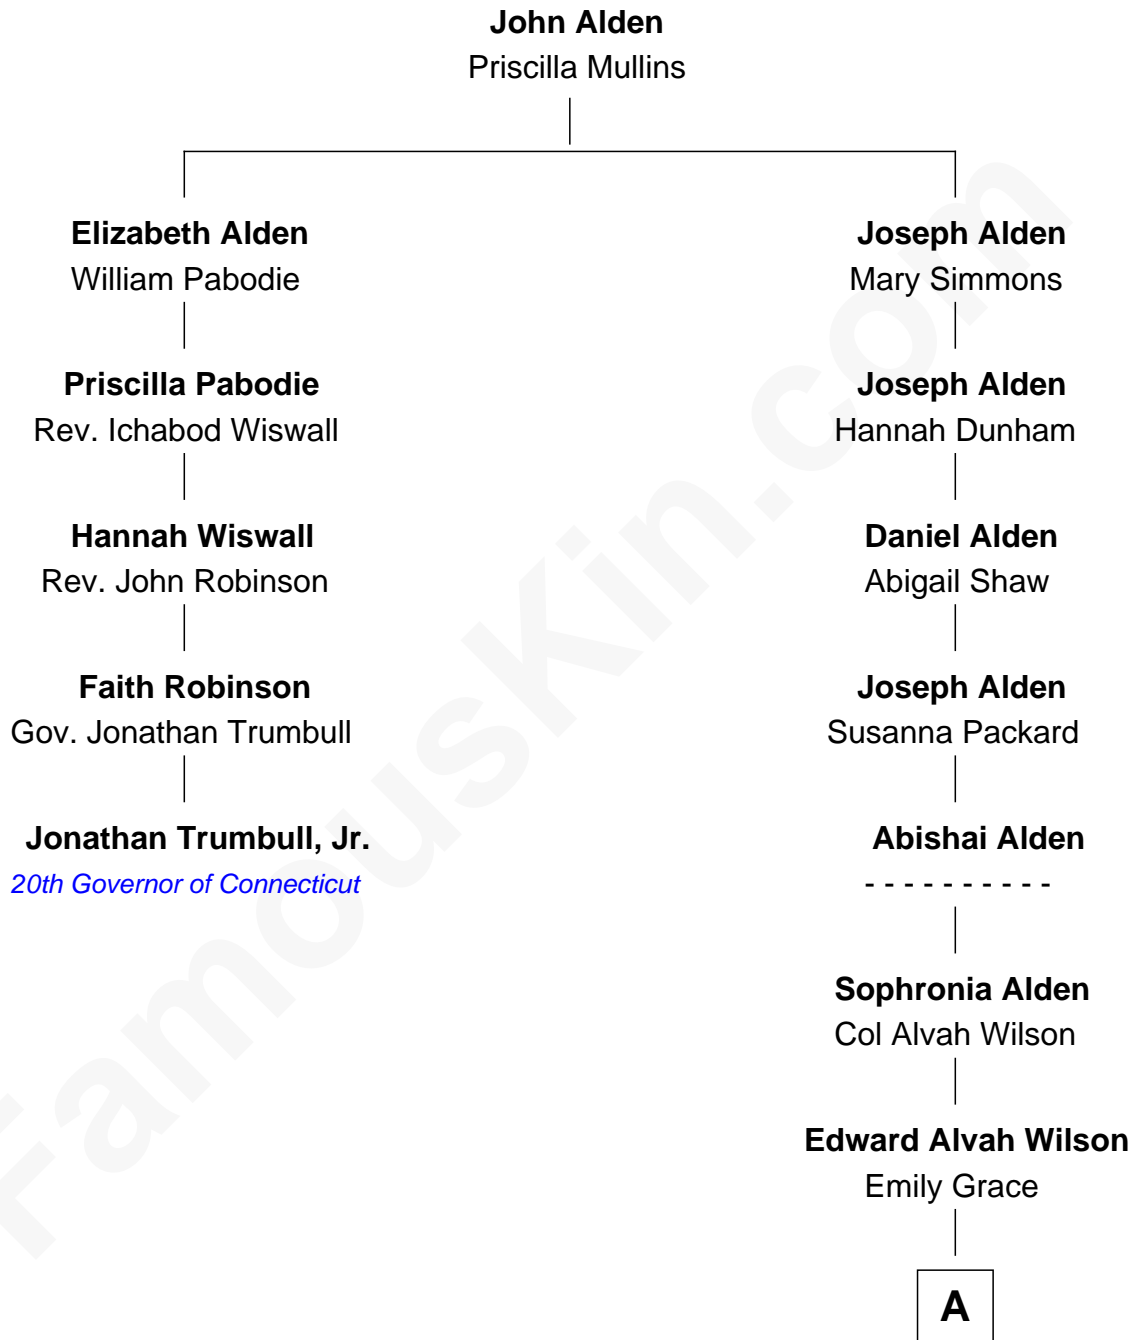 John Alden
Priscilla Mullins
Elizabeth Alden
William Pabodie
Joseph Alden
Mary Simmons
Priscilla Pabodie
Rev. Ichabod Wiswall
Joseph Alden
Hannah Dunham
Hannah Wiswall
Rev. John Robinson
Daniel Alden
Abigail Shaw
Faith Robinson
Gov. Jonathan Trumbull
Joseph Alden
Susanna Packard
Jonathan Trumbull, Jr.
20th Governor of Connecticut
Abishai Alden
- - - - - - - - - -
Sophronia Alden
Col Alvah Wilson
Edward Alvah Wilson
Emily Grace
A
FamousKin.com